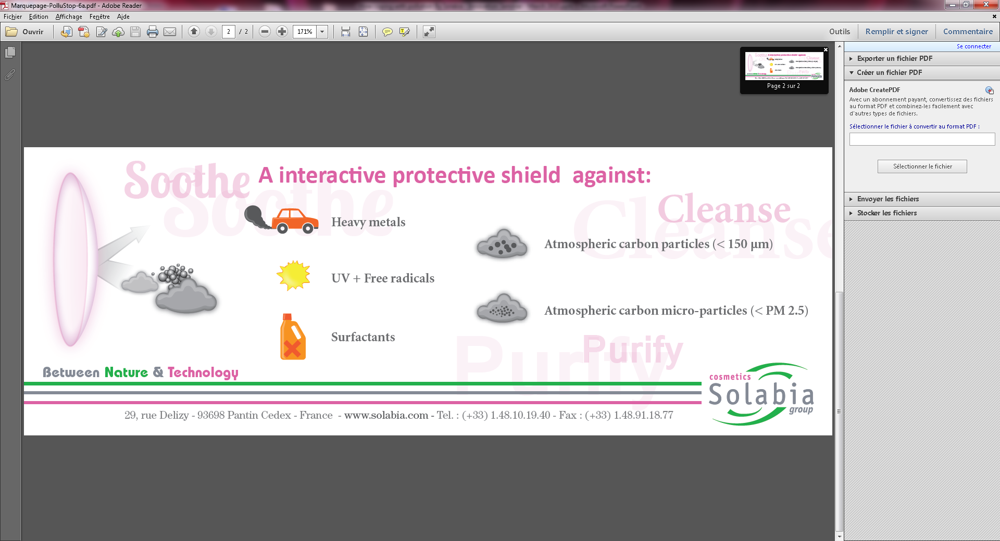 Marquepage-PolluStop-6a.pdf - Adobe Reader
Fichier Edition Affichage Fenêtre Aide
Ouvrir
2 / 2
171%
Outils
Remplir et signer
Commentaire
Se connecter
Exporter un fichier PDF
Créer un fichier PDF
Adobe CreatePDF
Avec un abonnement payant, convertissez des fichiers
au format PDF et combinez-les facilement avec
d'autres types de fichiers.
Sélectionner le fichier à convertir au format PDF :
Sélectionner le fichier
Envoyer les fichiers
Stocker les fichiers
Page 2 sur 2
Soothe
Soothe
A interactive protective shield  against:
Cleanse
Cleanse
Heavy metals
Atmospheric carbon particles (< 150 µm)
UV + Free radicals
Atmospheric carbon micro-particles (< PM 2.5)
Surfactants
Purify
Purify
Between Nature & Technology
cosmetics
Solabia
group
29, rue Delizy - 93698 Pantin Cedex - France  - www.solabia.com - Tel. : (+33) 1.48.10.19.40 - Fax : (+33) 1.48.91.18.77